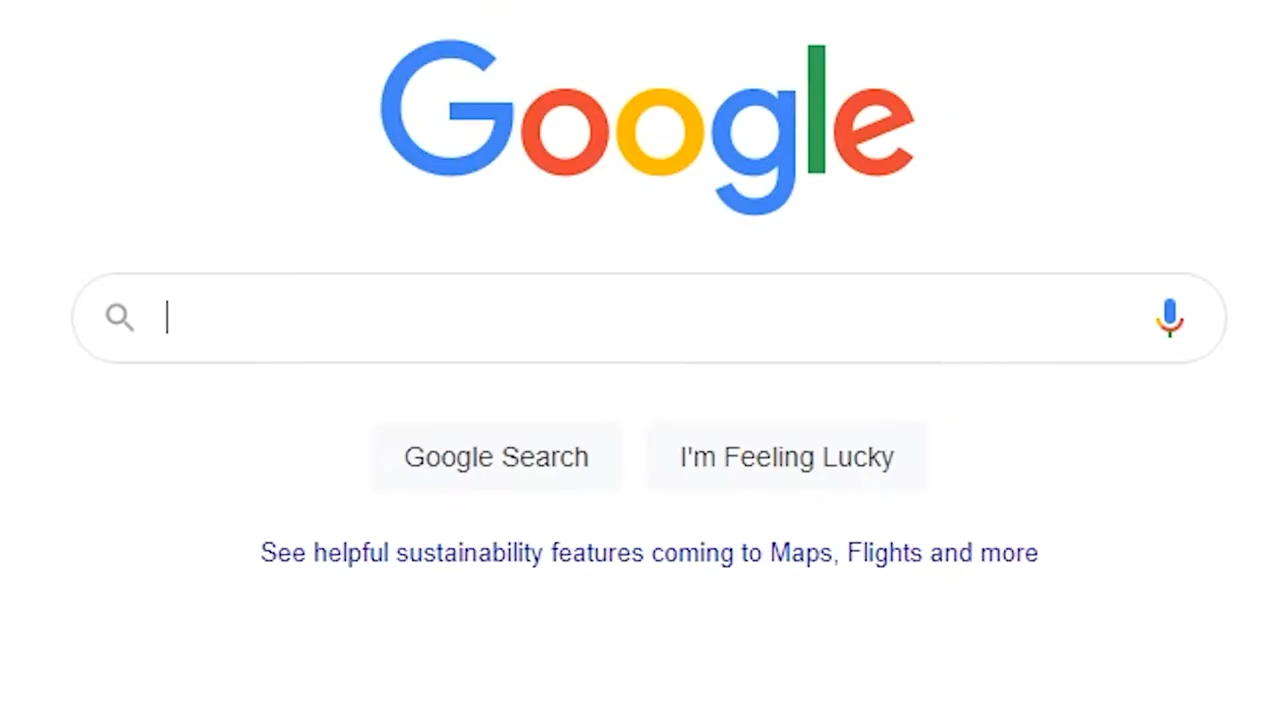 Google
Google Search
I'm Feeling Lucky
See helpful sustainability features coming to Maps, Flights and more